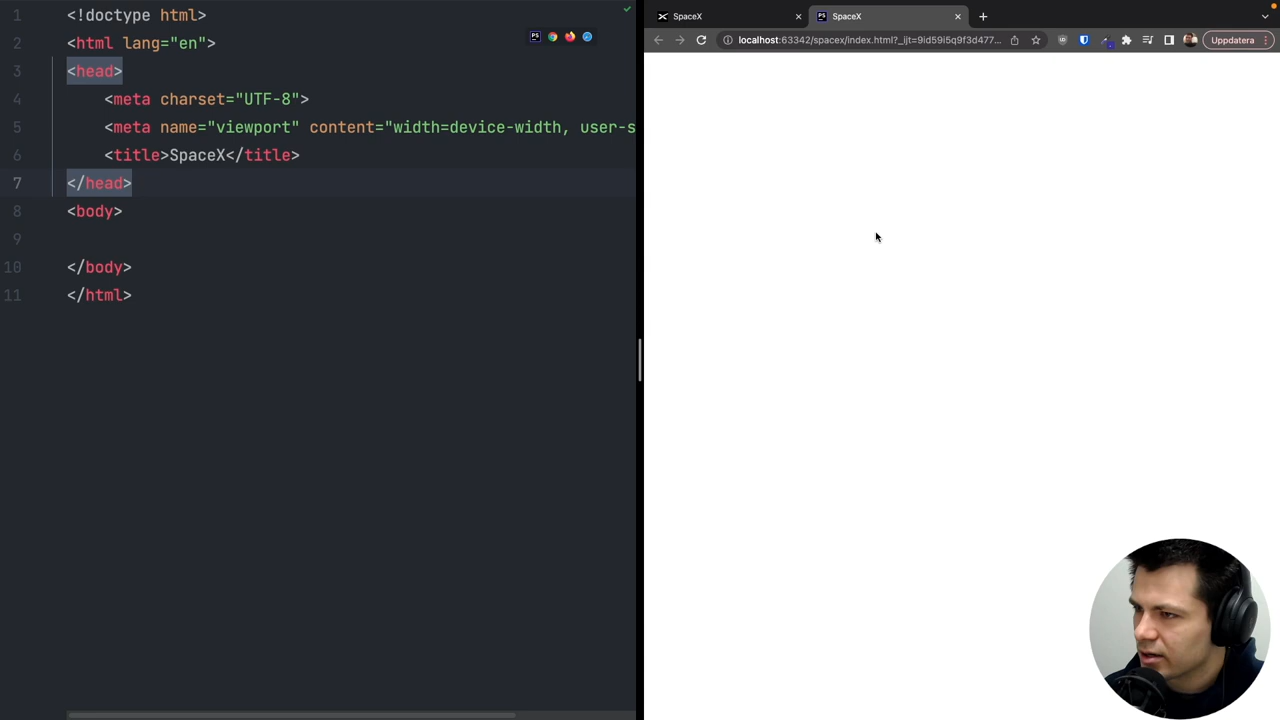 1 <!doctype html>
2 <html lang="en">
3 <head>
4 <meta charset="UTF-8">
5 <meta name="viewport" content="width=device-width, user-s
6 <title>SpaceX</title>
7 </head>
8 <body>
9
10 </body>
11 </html>
SpaceX
PS SpaceX
localhost:63342/spacex/index.html?_ijt=9id59i5q9f3d477...
Uppdatera
PS